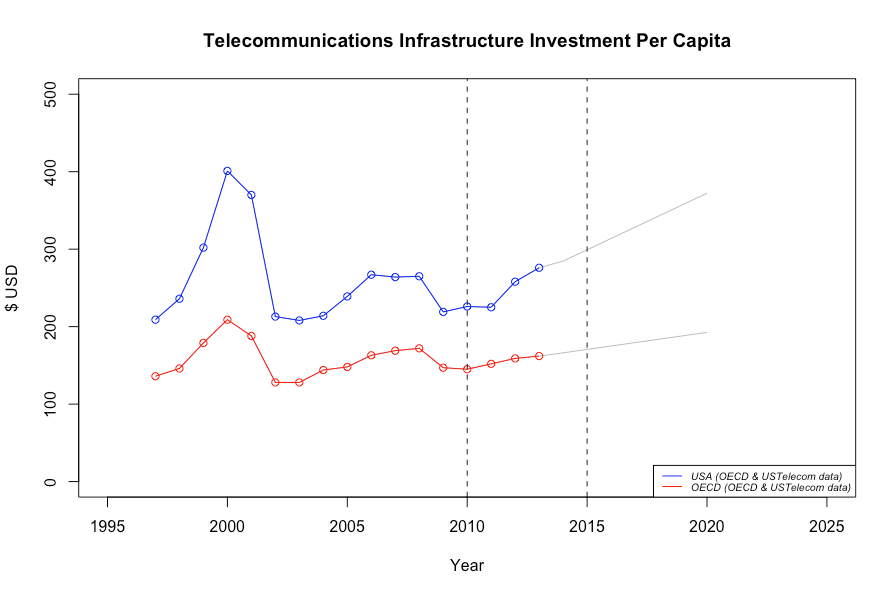 Telecommunications Infrastructure Investment Per Capita
500
400
300
200
100
0
$ USD
USA (OECD & USTelecom data)
OECD (OECD & USTelecom data)
1995 2000 2005 2010 2015 2020 2025
Year